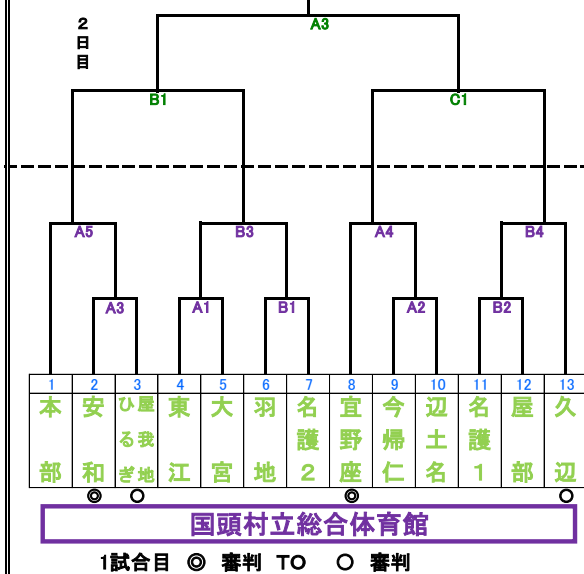 2日目
A3
B1 C1
A5 B3 A4 B4
A3 A1 B1 A2 B2
1 2 3 4 5 6 7 8 9 10 11 12 13
本部 安和 屋我地ひるぎ 東江 大宮 羽地 名護2 宜野座 今帰仁 辺土名 名護1 屋部 久辺
◎ ○ ◎ ○
国頭村立総合体育館
1試合目 ◎ 審判 TO ○ 審判